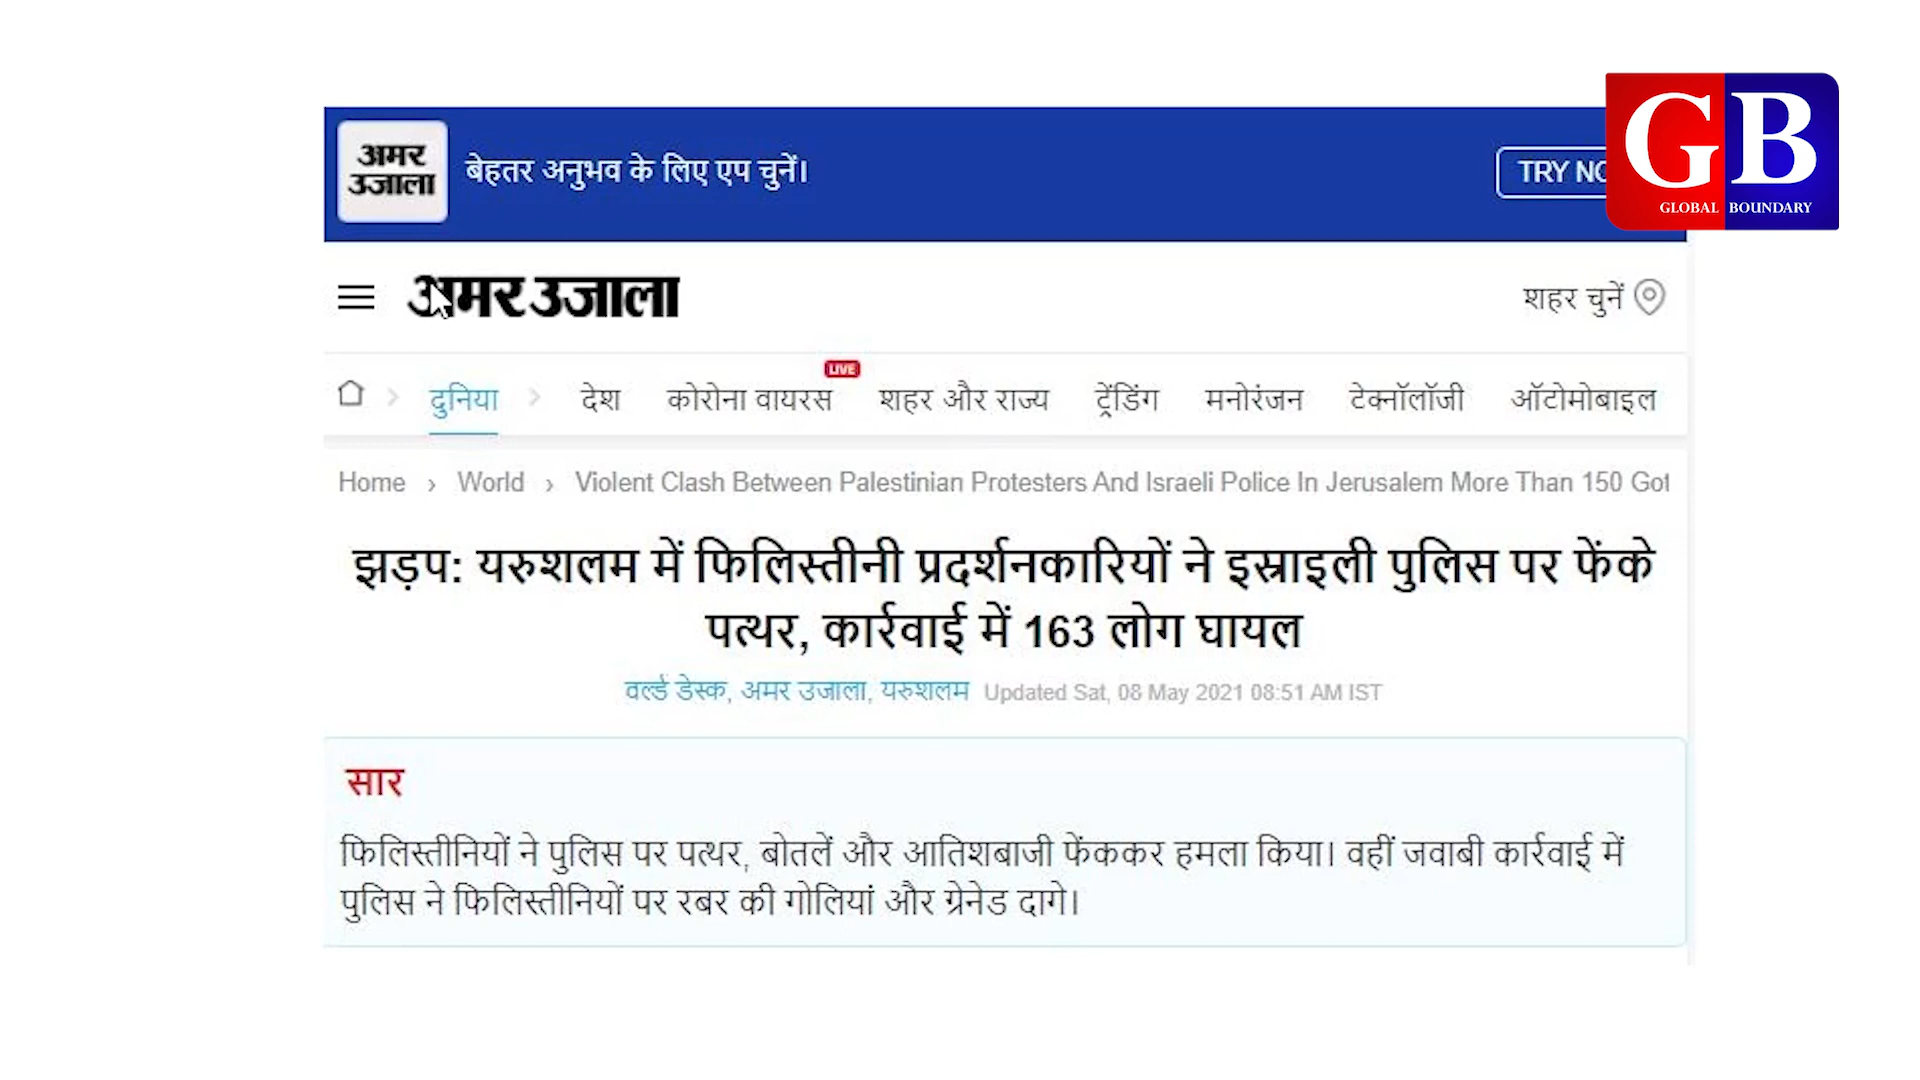 अमर
उजाला
बेहतर अनुभव के लिए एप चुनें।
TRY
GB
GLOBAL BOUNDARY
अमर उजाला
शहर चुनें
LIVE
दुनिया देश कोरोना वायरस शहर और राज्य ट्रेंडिंग मनोरंजन टेक्नॉलॉजी ऑटोमोबाइल
Home › World › Violent Clash Between Palestinian Protesters And Israeli Police In Jerusalem More Than 150 Got
झड़प: यरुशलम में फिलिस्तीनी प्रदर्शनकारियों ने इस्राइली पुलिस पर फेंके
पत्थर, कार्रवाई में 163 लोग घायल
वर्ल्ड डेस्क, अमर उजाला, यरुशलम Updated Sat, 08 May 2021 08:51 AM IST
सार
फिलिस्तीनियों ने पुलिस पर पत्थर, बोतलें और आतिशबाजी फेंककर हमला किया। वहीं जवाबी कार्रवाई में
पुलिस ने फिलिस्तीनियों पर रबर की गोलियां और ग्रेनेड दागे।